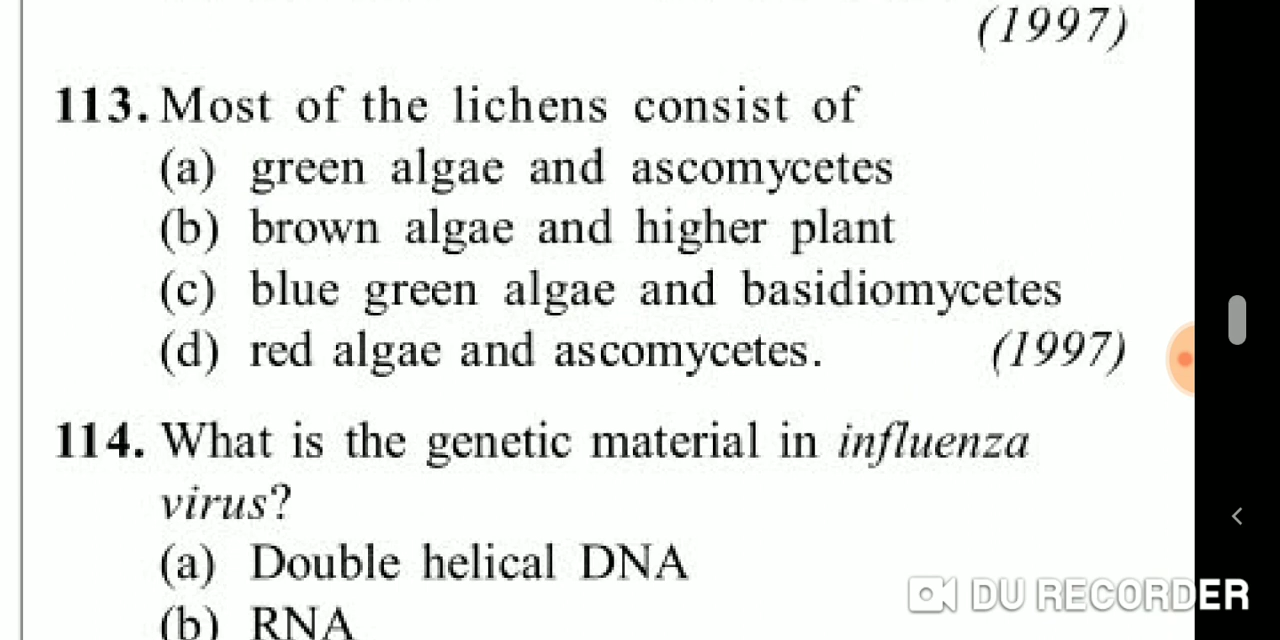 (1997)
113. Most of the lichens consist of
(a) green algae and ascomycetes
(b) brown algae and higher plant
(c) blue green algae and basidiomycetes
(d) red algae and ascomycetes. (1997)
114. What is the genetic material in influenza
virus?
(a) Double helical DNA
(b) RNA
DU RECORDER